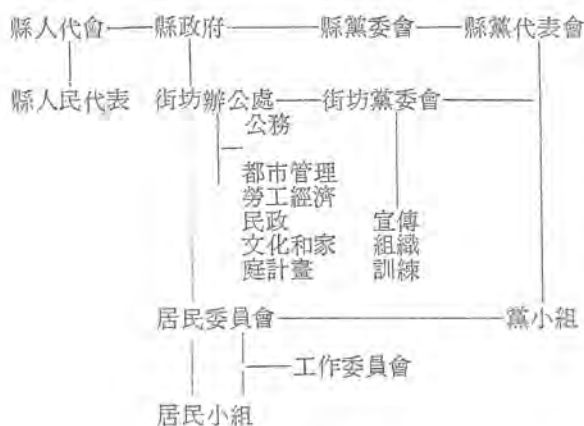 縣人代會 縣政府 縣黨委會 縣黨代表會
縣人民代表 街坊辦公處 街坊黨委會
公務
都市管理
勞工經濟
民政 宣傳
文化和家 組織
庭計畫 訓練
居民委員會 黨小組
工作委員會
居民小組